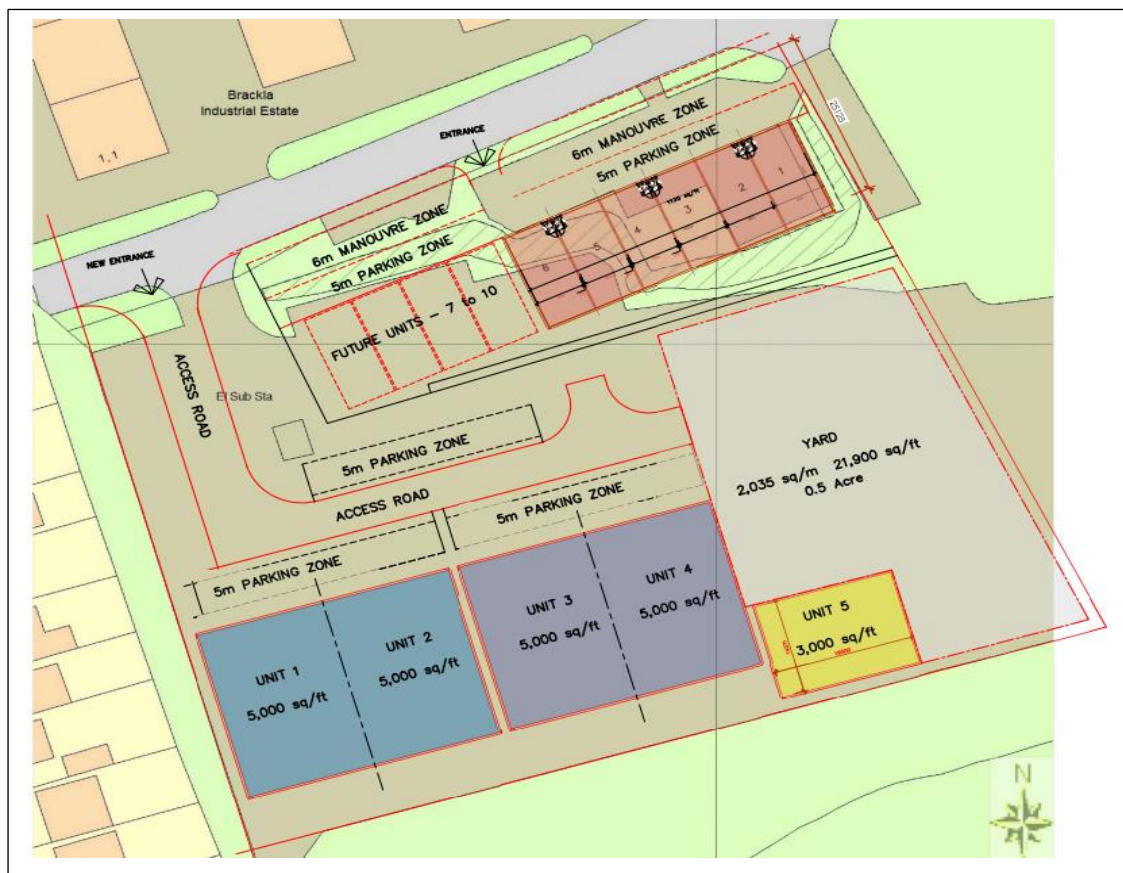 Brackla
Industrial Estate
1, 1
ENTRANCE
6m MANOUVRE ZONE
5m PARKING ZONE
25125
1
2
3
4
5
6
NEW ENTRANCE
6m MANOUVRE ZONE
5m PARKING ZONE
FUTURE UNITS - 7 to 10
ACCESS ROAD
El Sub Sta
5m PARKING ZONE
ACCESS ROAD
YARD
2,035 sq/m 21,900 sq/ft
0.5 Acre
5m PARKING ZONE
5m PARKING ZONE
UNIT 1
5,000 sq/ft
UNIT 2
5,000 sq/ft
UNIT 3
5,000 sq/ft
UNIT 4
5,000 sq/ft
UNIT 5
3,000 sq/ft
N